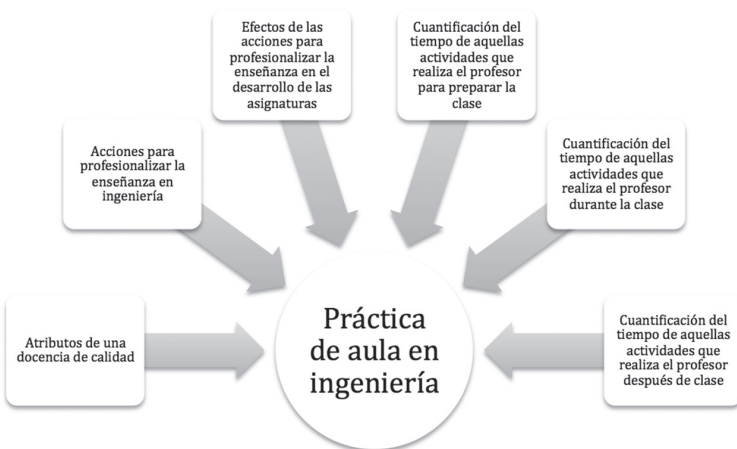 Efectos de las
acciones para
profesionalizar la
enseñanza en el
desarrollo de las
asignaturas
Cuantificación del
tiempo de aquellas
actividades que
realiza el profesor
para preparar la
clase
Acciones para
profesionalizar la
enseñanza en
ingeniería
Cuantificación del
tiempo de aquellas
actividades que
realiza el profesor
durante la clase
Atributos de una
docencia de calidad
Práctica
de aula en
ingeniería
Cuantificación del
tiempo de aquellas
actividades que
realiza el profesor
después de clase